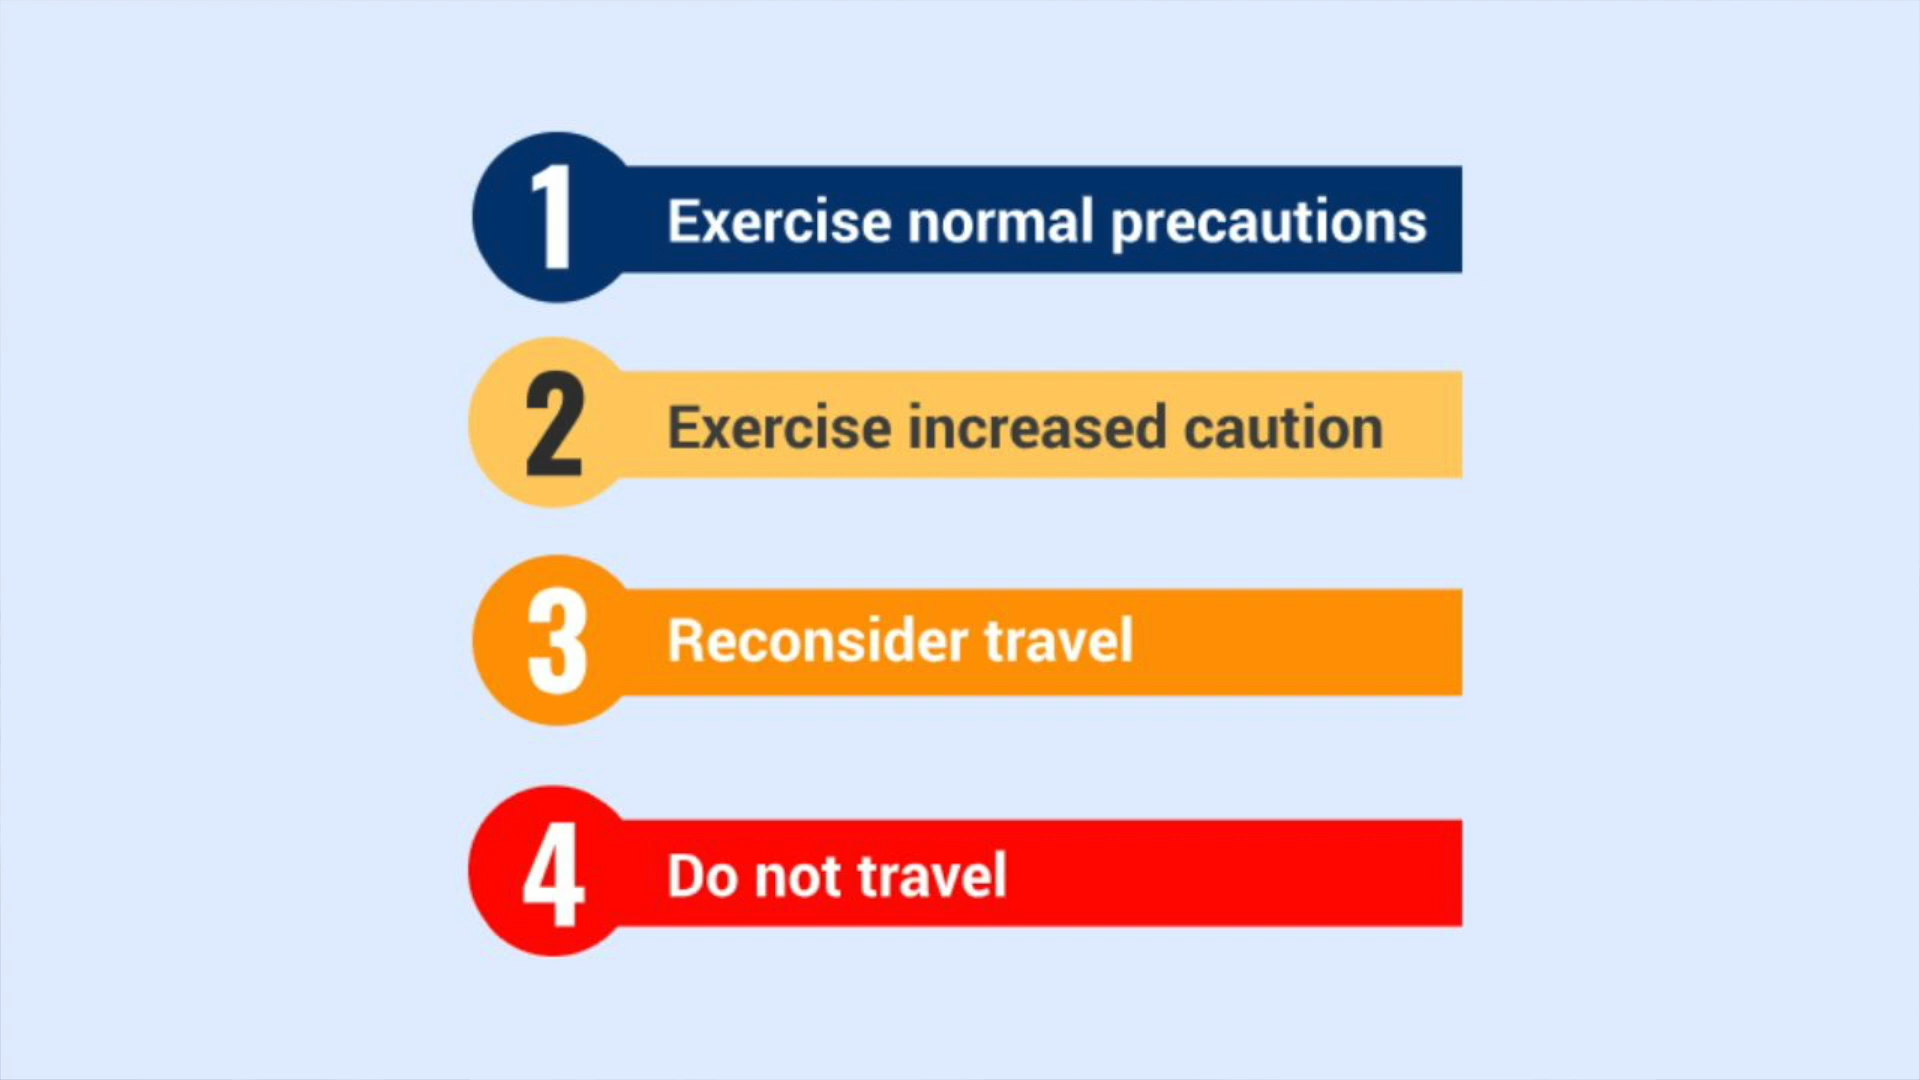 1 Exercise normal precautions
2 Exercise increased caution
3 Reconsider travel
4 Do not travel